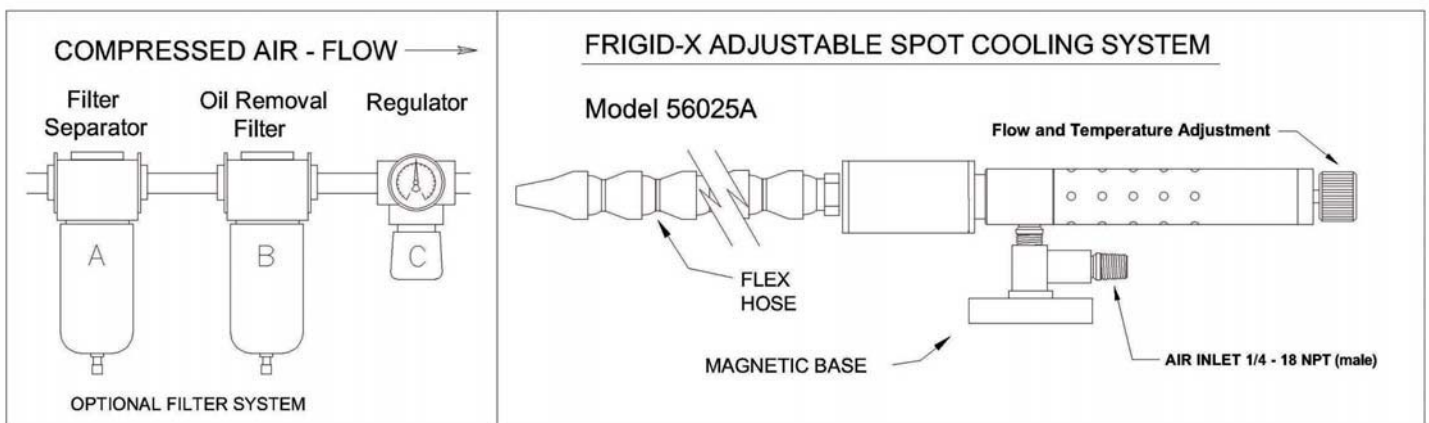 COMPRESSED AIR - FLOW
Filter
Separator
Oil Removal
Filter
Regulator
A
B
C
OPTIONAL FILTER SYSTEM
FRIGID-X ADJUSTABLE SPOT COOLING SYSTEM
Model 56025A
Flow and Temperature Adjustment
FLEX
HOSE
MAGNETIC BASE
AIR INLET 1/4 - 18 NPT (male)